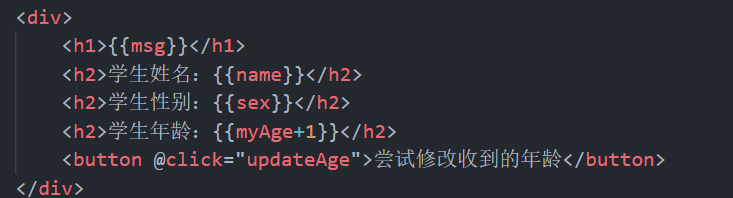 <div>
<h1>{{msg}}</h1>
<h2>学生姓名：{{name}}</h2>
<h2>学生性别：{{sex}}</h2>
<h2>学生年龄：{{myAge+1}}</h2>
<button @click="updateAge">尝试修改收到的年龄</button>
</div>